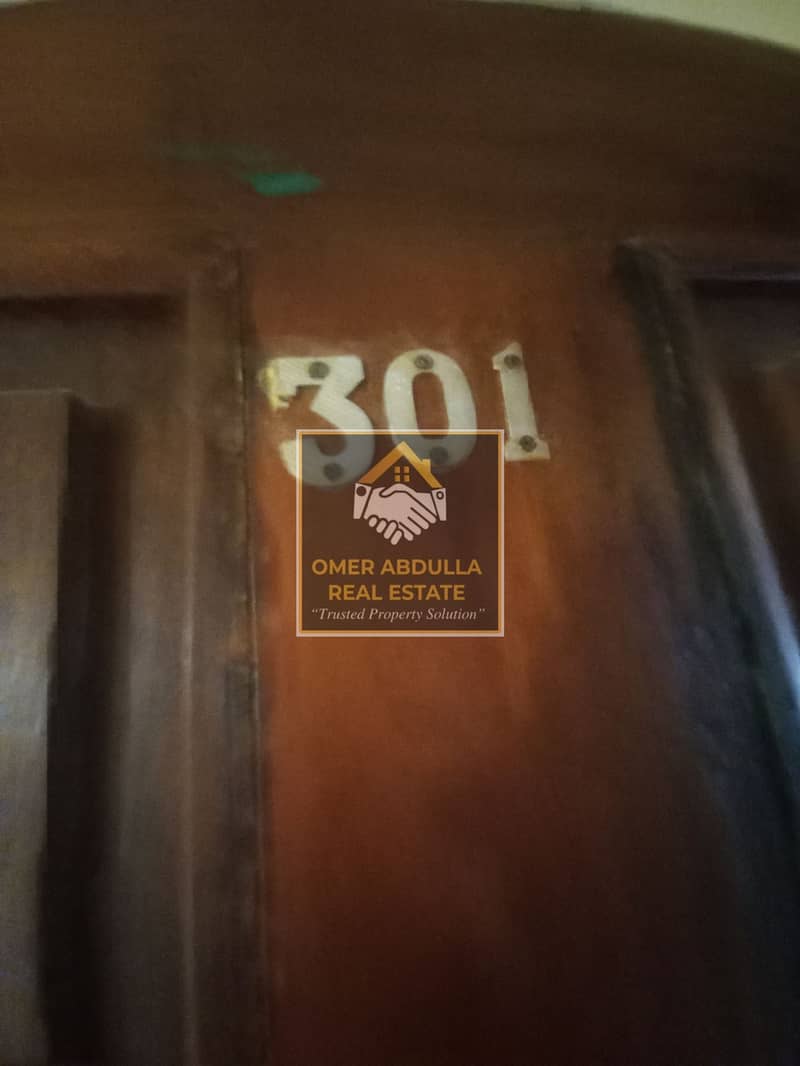 301
OMER ABDULLA
REAL ESTATE
“Trusted Property Solution”